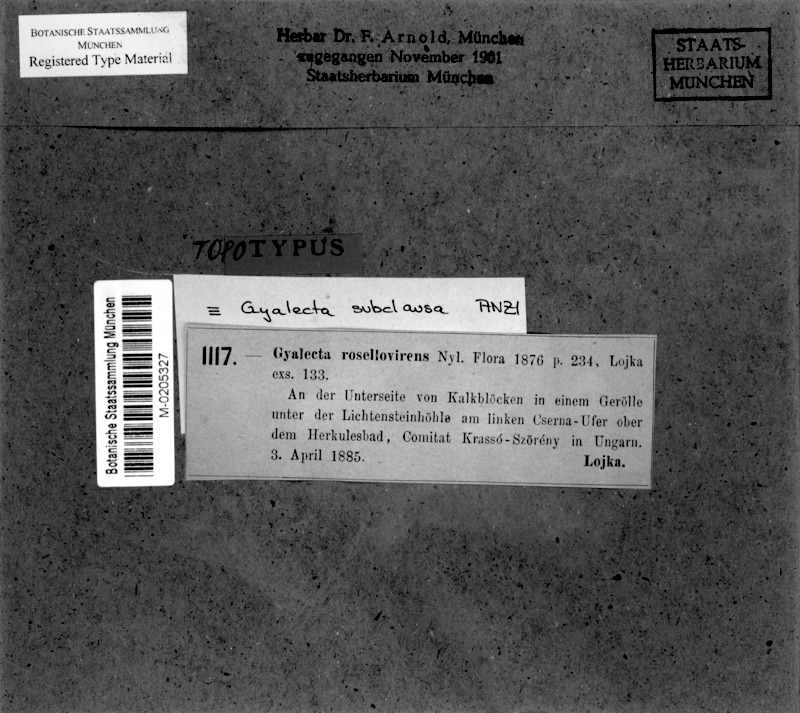 BOTANISCHE STAATSSAMMLUNG
MÜNCHEN
Registered Type Material
Herbar Dr. F. Arnold, München
zugegangen November 1901
Staatsherbarium München
STAATS-
HERBARIUM
MÜNCHEN
TOPOTYPUS
≡ Gyalecta subclausa ANZI
Botanische Staatssammlung München
M-0205327
1117. — Gyalecta rosellovirens Nyl. Flora 1876 p. 234, Lojka
exs. 133.
An der Unterseite von Kalkblöcken in einem Gerölle
unter der Lichtensteinhöhle am linken Cserna-Ufer ober
dem Herkulesbad, Comitat Krassó-Szörény in Ungarn.
3. April 1885.
Lojka.